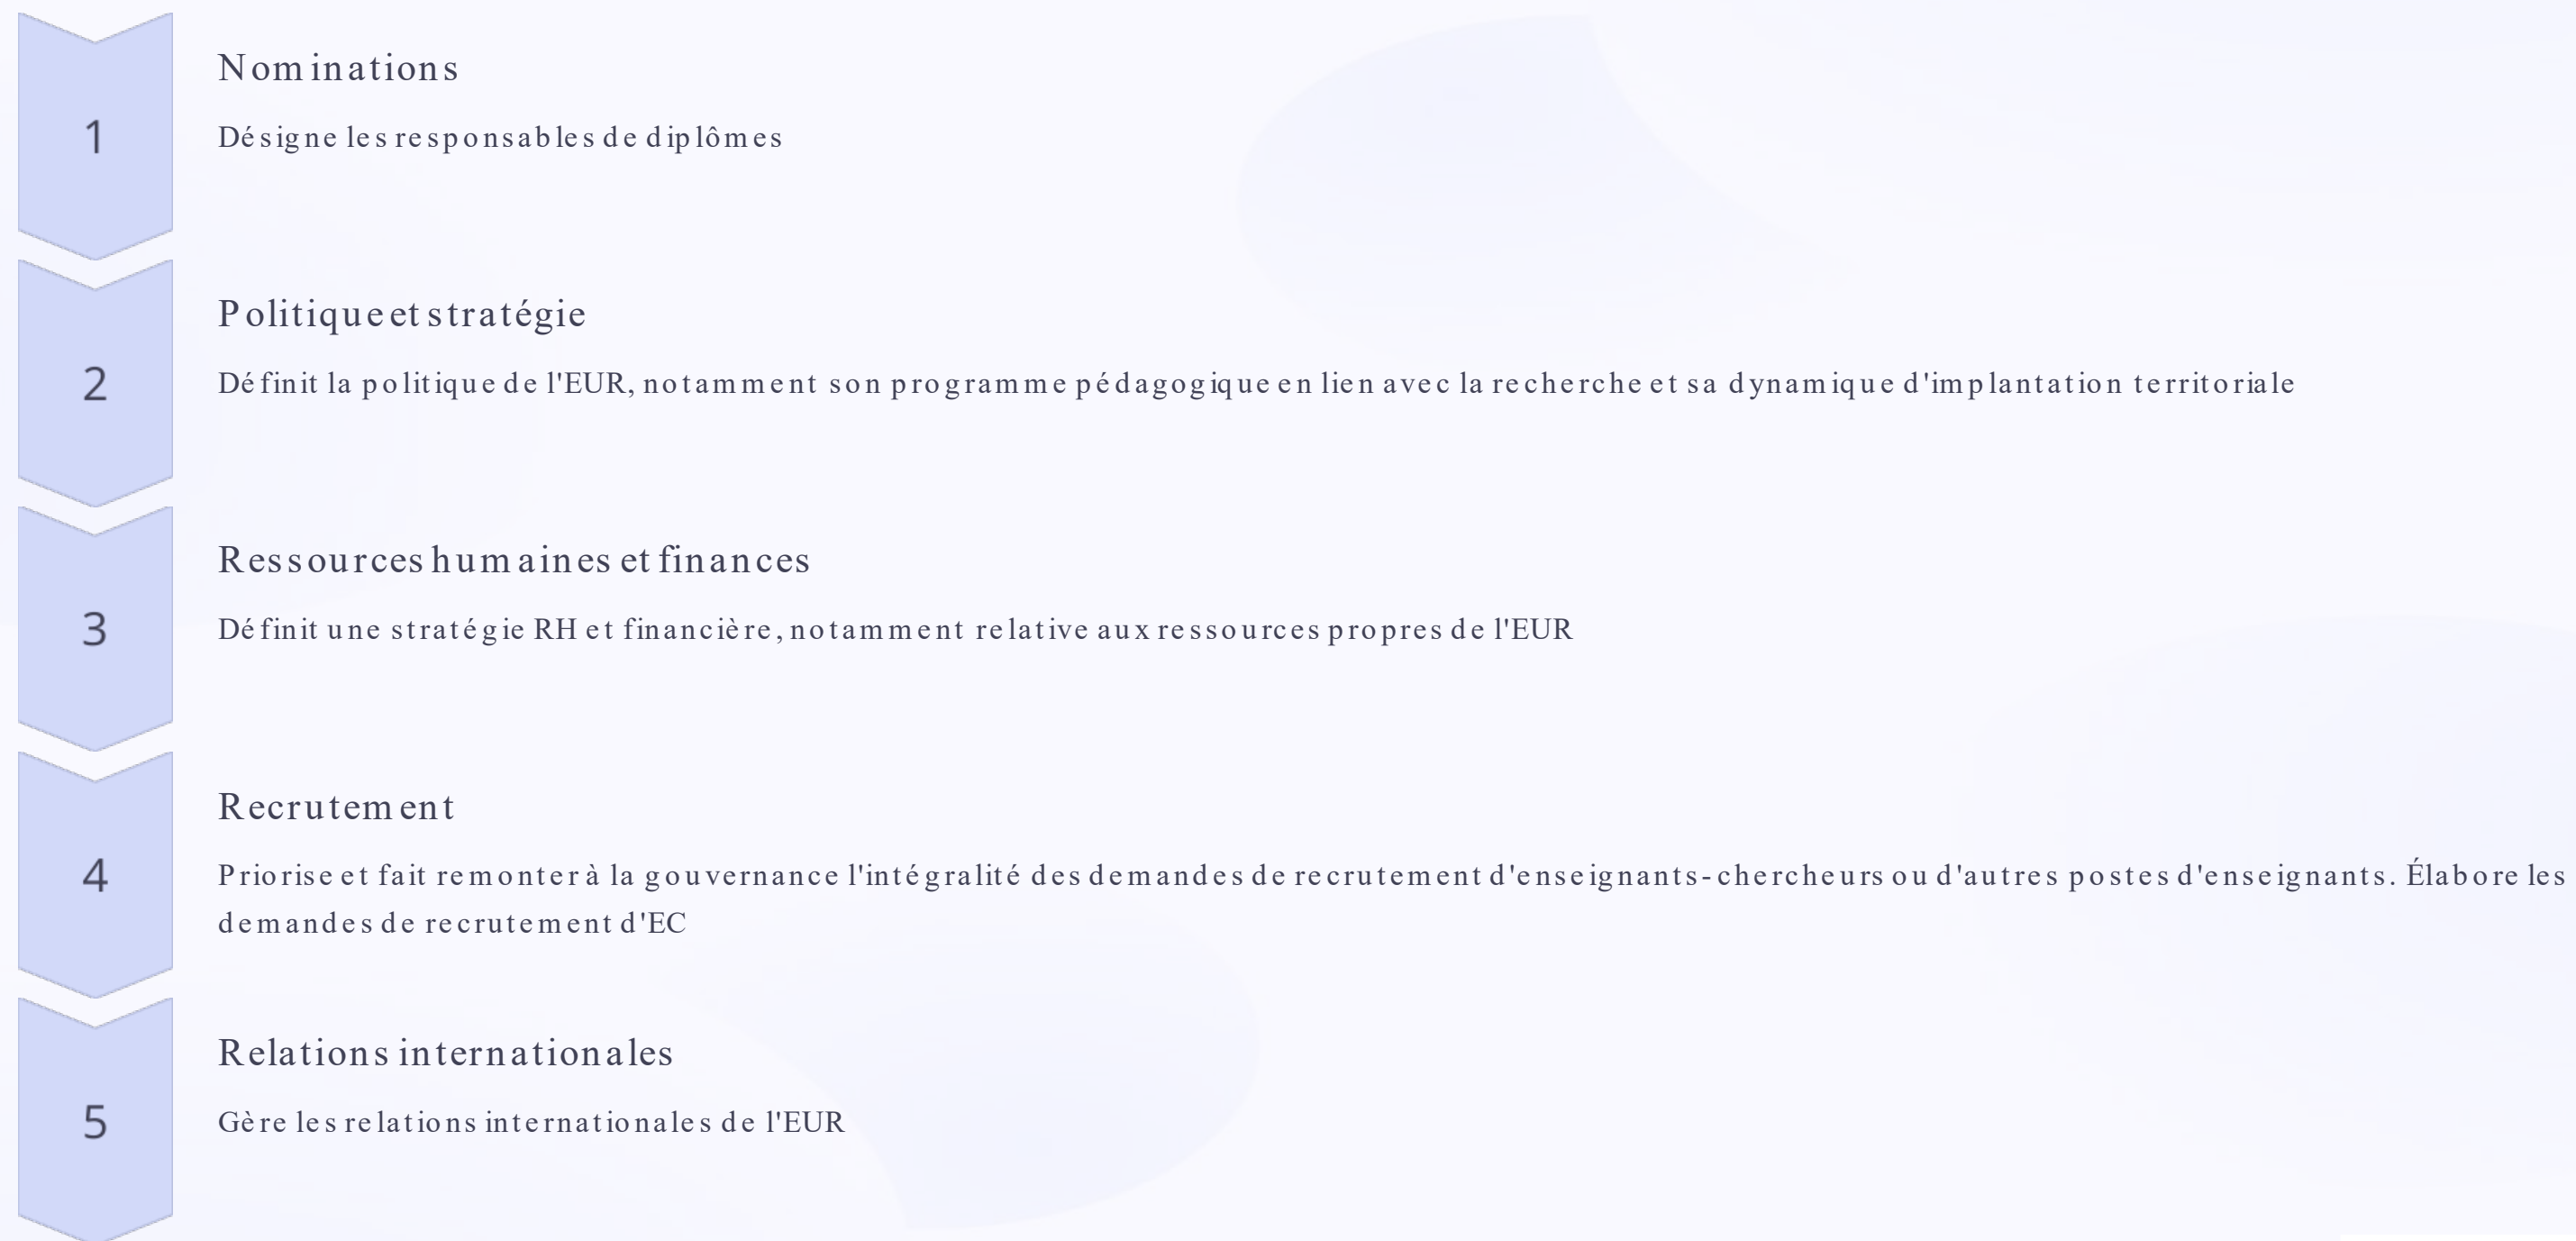 1
Nominations
Désigne les responsables de diplômes
2
Politique et stratégie
Définit la politique de l'EUR, notamment son programme pédagogique en lien avec la recherche et sa dynamique d'implantation territoriale
3
Ressources humaines et finances
Définit une stratégie RH et financière, notamment relative aux ressources propres de l'EUR
4
Recrutement
Priorise et fait remonter à la gouvernance l'intégralité des demandes de recrutement d'enseignants-chercheurs ou d'autres postes d'enseignants. Élabore les
demandes de recrutement d'EC
5
Relations internationales
Gère les relations internationales de l'EUR